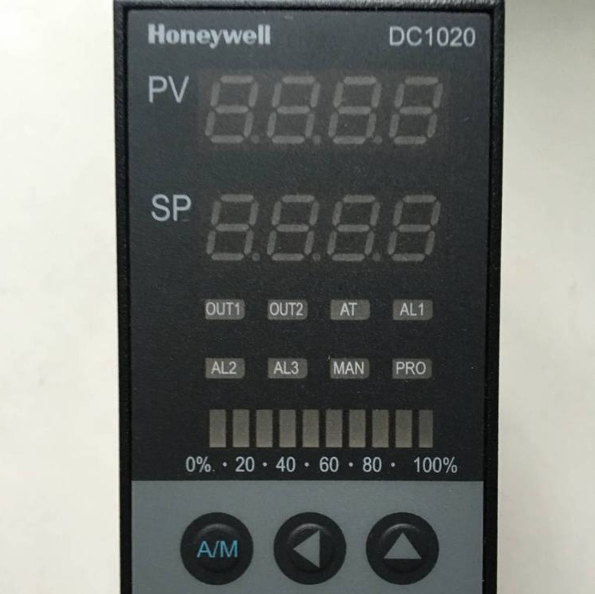 Honeywell DC1020
PV
SP
OUT1 OUT2 AT AL1
AL2 AL3 MAN PRO
0% · 20 · 40 · 60 · 80 · 100%
A/M